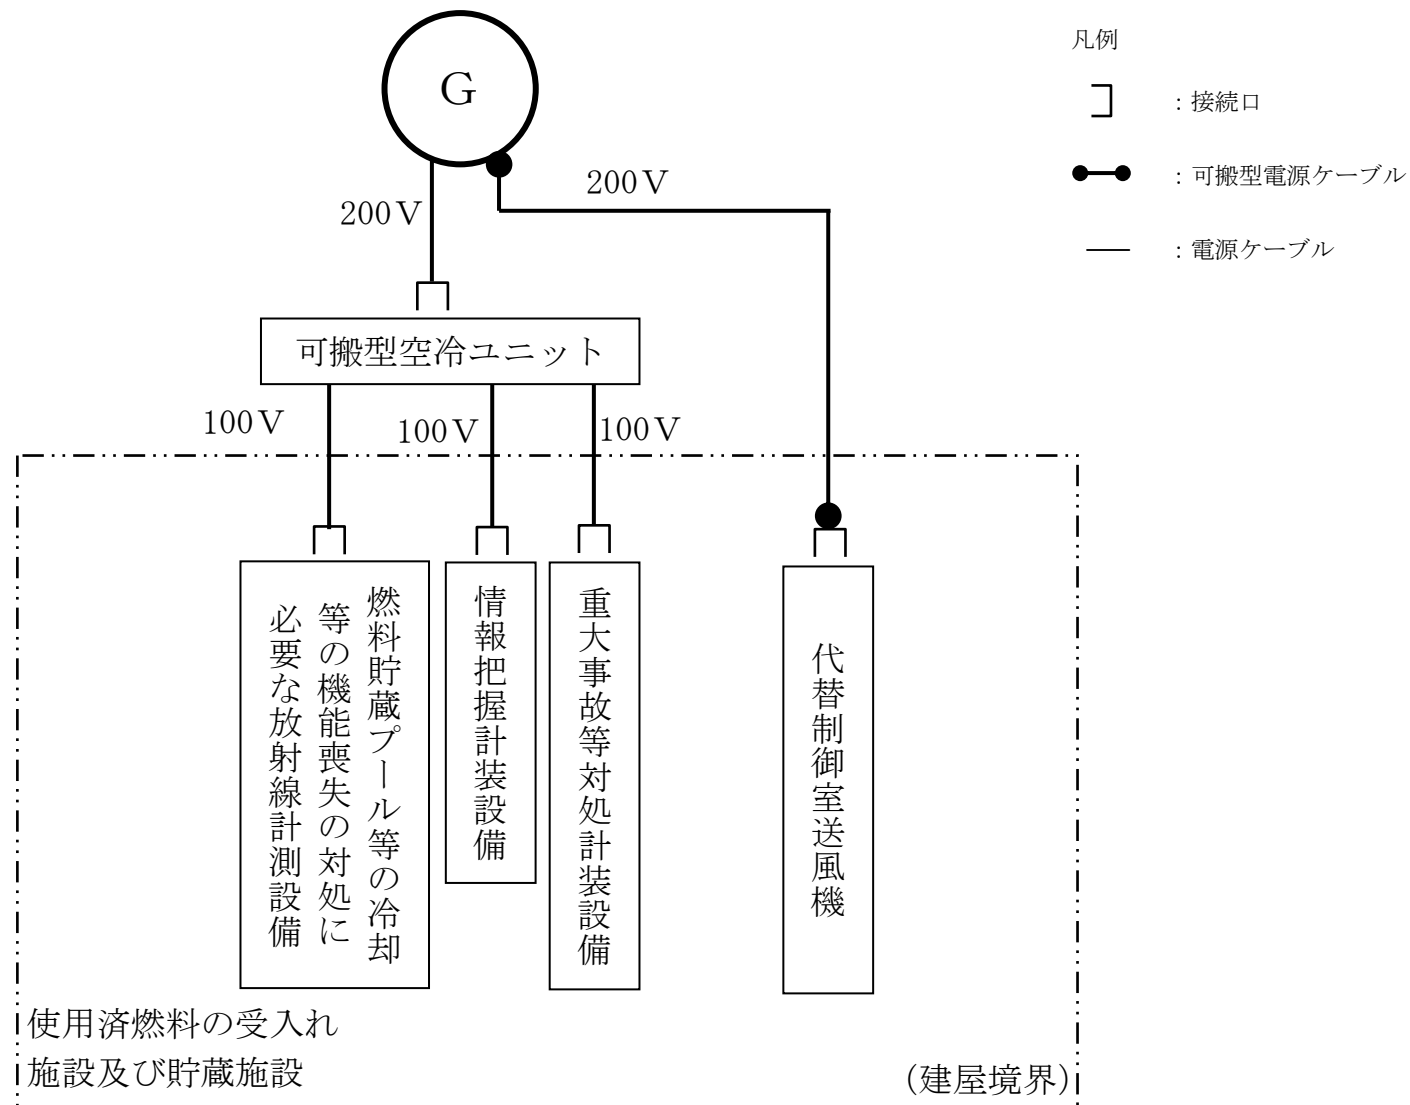 G
凡例
:接続口
:可搬型電源ケーブル
:電源ケーブル
200V
200V
可搬型空冷ユニット
100V
100V
100V
燃料貯蔵プール等の冷却
等の機能喪失の対処に
必要な放射線計測設備
情報把握計装設備
重大事故等対処計装設備
代替制御室送風機
使用済燃料の受入れ
施設及び貯蔵施設
(建屋境界)